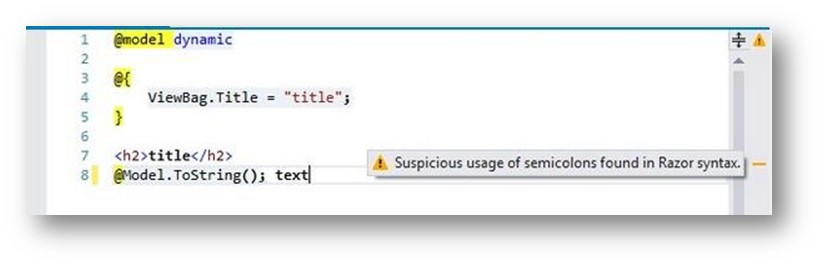 1 @model dynamic
2
3 @{
4 ViewBag.Title = "title";
5 }
6
7 <h2>title</h2>
Suspicious usage of semicolons found in Razor syntax.
8 @Model.ToString(); text